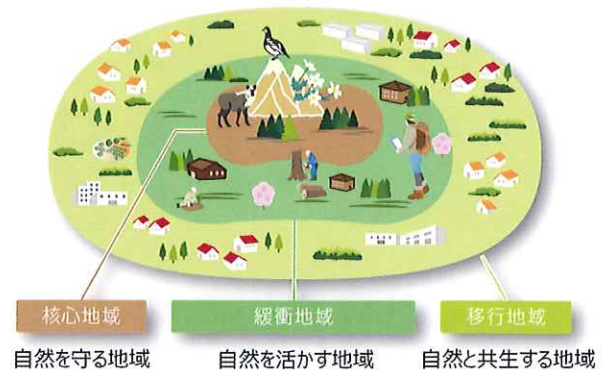 核心地域
緩衝地域
移行地域
自然を守る地域
自然を活かす地域
自然と共生する地域